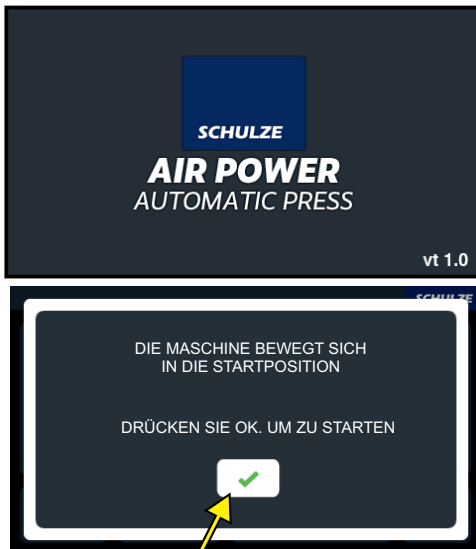 SCHULZE
AIR POWER
AUTOMATIC PRESS
vt 1.0
SCHULZE
DIE MASCHINE BEWEGT SICH
IN DIE STARTPOSITION
DRÜCKEN SIE OK. UM ZU STARTEN